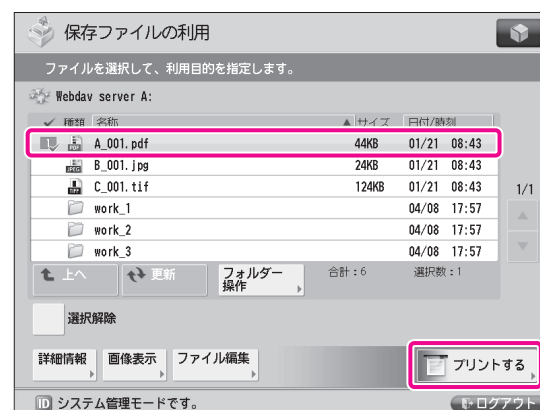 保存ファイルの利用
ファイルを選択して、利用目的を指定します。
Webdav server A:
種類 名称 ▲ サイズ 日付/時刻
1 PDF A_001.pdf 44KB 01/21 08:43
JPEG B_001.jpg 24KB 01/21 08:43
TIFF C_001.tif 124KB 01/21 08:43
work_1 04/08 17:57
work_2 04/08 17:57
work_3 04/08 17:57
1/1
上へ 更新 フォルダー操作 合計:6 選択数:1
選択解除
詳細情報 画像表示 ファイル編集 プリントする
ID システム管理モードです。 ログアウト